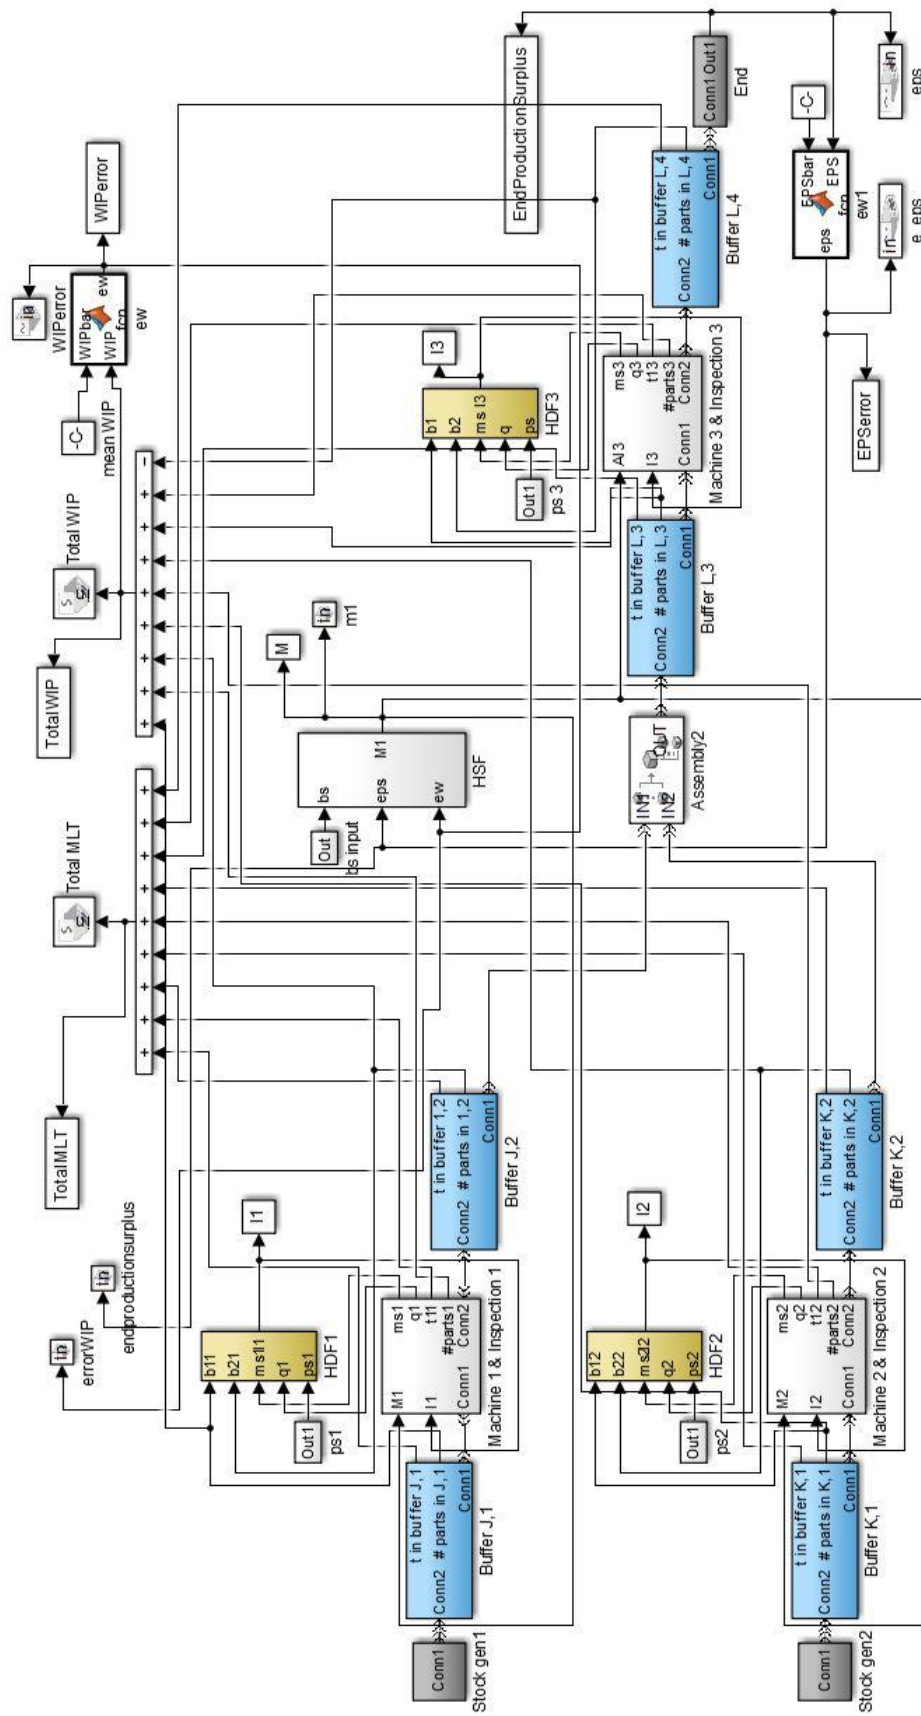 Stock gen1
Conn1
Conn2
t in buffer J,1
# parts in J,1
Conn1
Buffer J,1
M1
I1
Conn1
ms1
q1
t11
#parts1
Conn2
Machine 1 & Inspection 1
b11
b21
q1
ps1
HDF1
Out1
ps1
I1
errorWIP
endproductionsurplus
Conn2
t in buffer 1,2
# parts in 1,2
Conn1
Buffer J,2
TotalMLT
Total MLT
+
+
+
+
+
+
+
+
+
Stock gen2
Conn1
Conn2
t in buffer K,1
# parts in K,1
Conn1
Buffer K,1
M2
I2
Conn1
ms2
q2
t12
#parts2
Conn2
Machine 2 & Inspection 2
b12
b22
q2
ps2
HDF2
Out1
ps2
I2
Conn2
t in buffer K,2
# parts in K,2
Conn1
Buffer K,2
Out
bs input
bs
eps
ew
M1
HSF
M
m1
TotalWIP
Total WIP
+
+
+
+
+
+
+
+
-
-C-
mean WIP
WIPbar
WIP
ew
fcn
ew
WIPerror
WIPerror
IN1
IN2
OUT
Assembly2
Conn2
t in buffer L,3
# parts in L,3
Conn1
Buffer L,3
AI3
I3
Conn1
ms3
q3
t13
#parts3
Conn2
Machine 3 & Inspection 3
b1
b2
ms
I3
q
ps
HDF3
Out1
ps 3
I3
Conn2
t in buffer L,4
# parts in L,4
Conn1
Buffer L,4
Conn1
Out1
End
EndProductionSurplus
-C-
EPSbar
EPS
eps
fcn
ew1
EPSerror
in
e_eps
in
eps